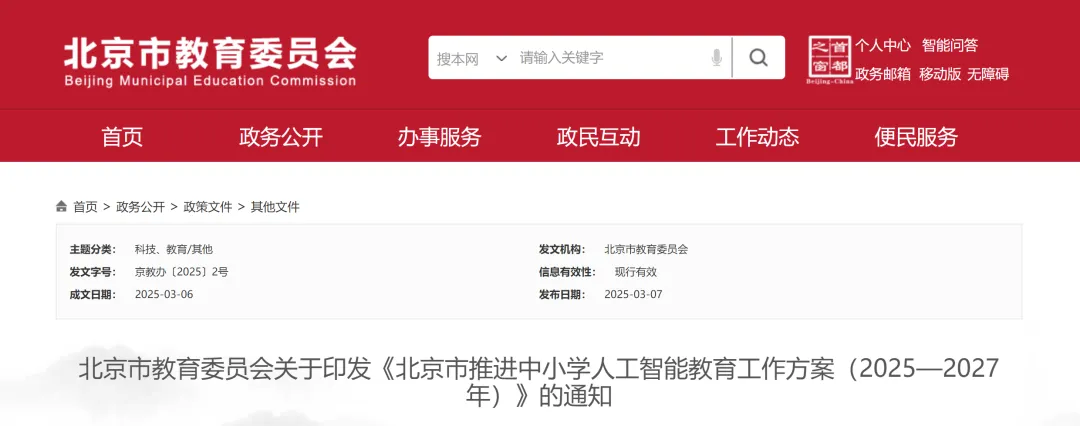 北京市教育委员会
Beijing Municipal Education Commission
搜本网 请输入关键字
首都之窗
Beijing-China
个人中心 智能问答
政务邮箱 移动版 无障碍
首页 政务公开 办事服务 政民互动 工作动态 便民服务
首页 > 政务公开 > 政策文件 > 其他文件
主题分类： 科技、教育/其他 发文机构： 北京市教育委员会
发文字号： 京教办〔2025〕2号 信息有效性： 现行有效
成文日期： 2025-03-06 发布日期： 2025-03-07
北京市教育委员会关于印发《北京市推进中小学人工智能教育工作方案（2025—2027
年）》的通知